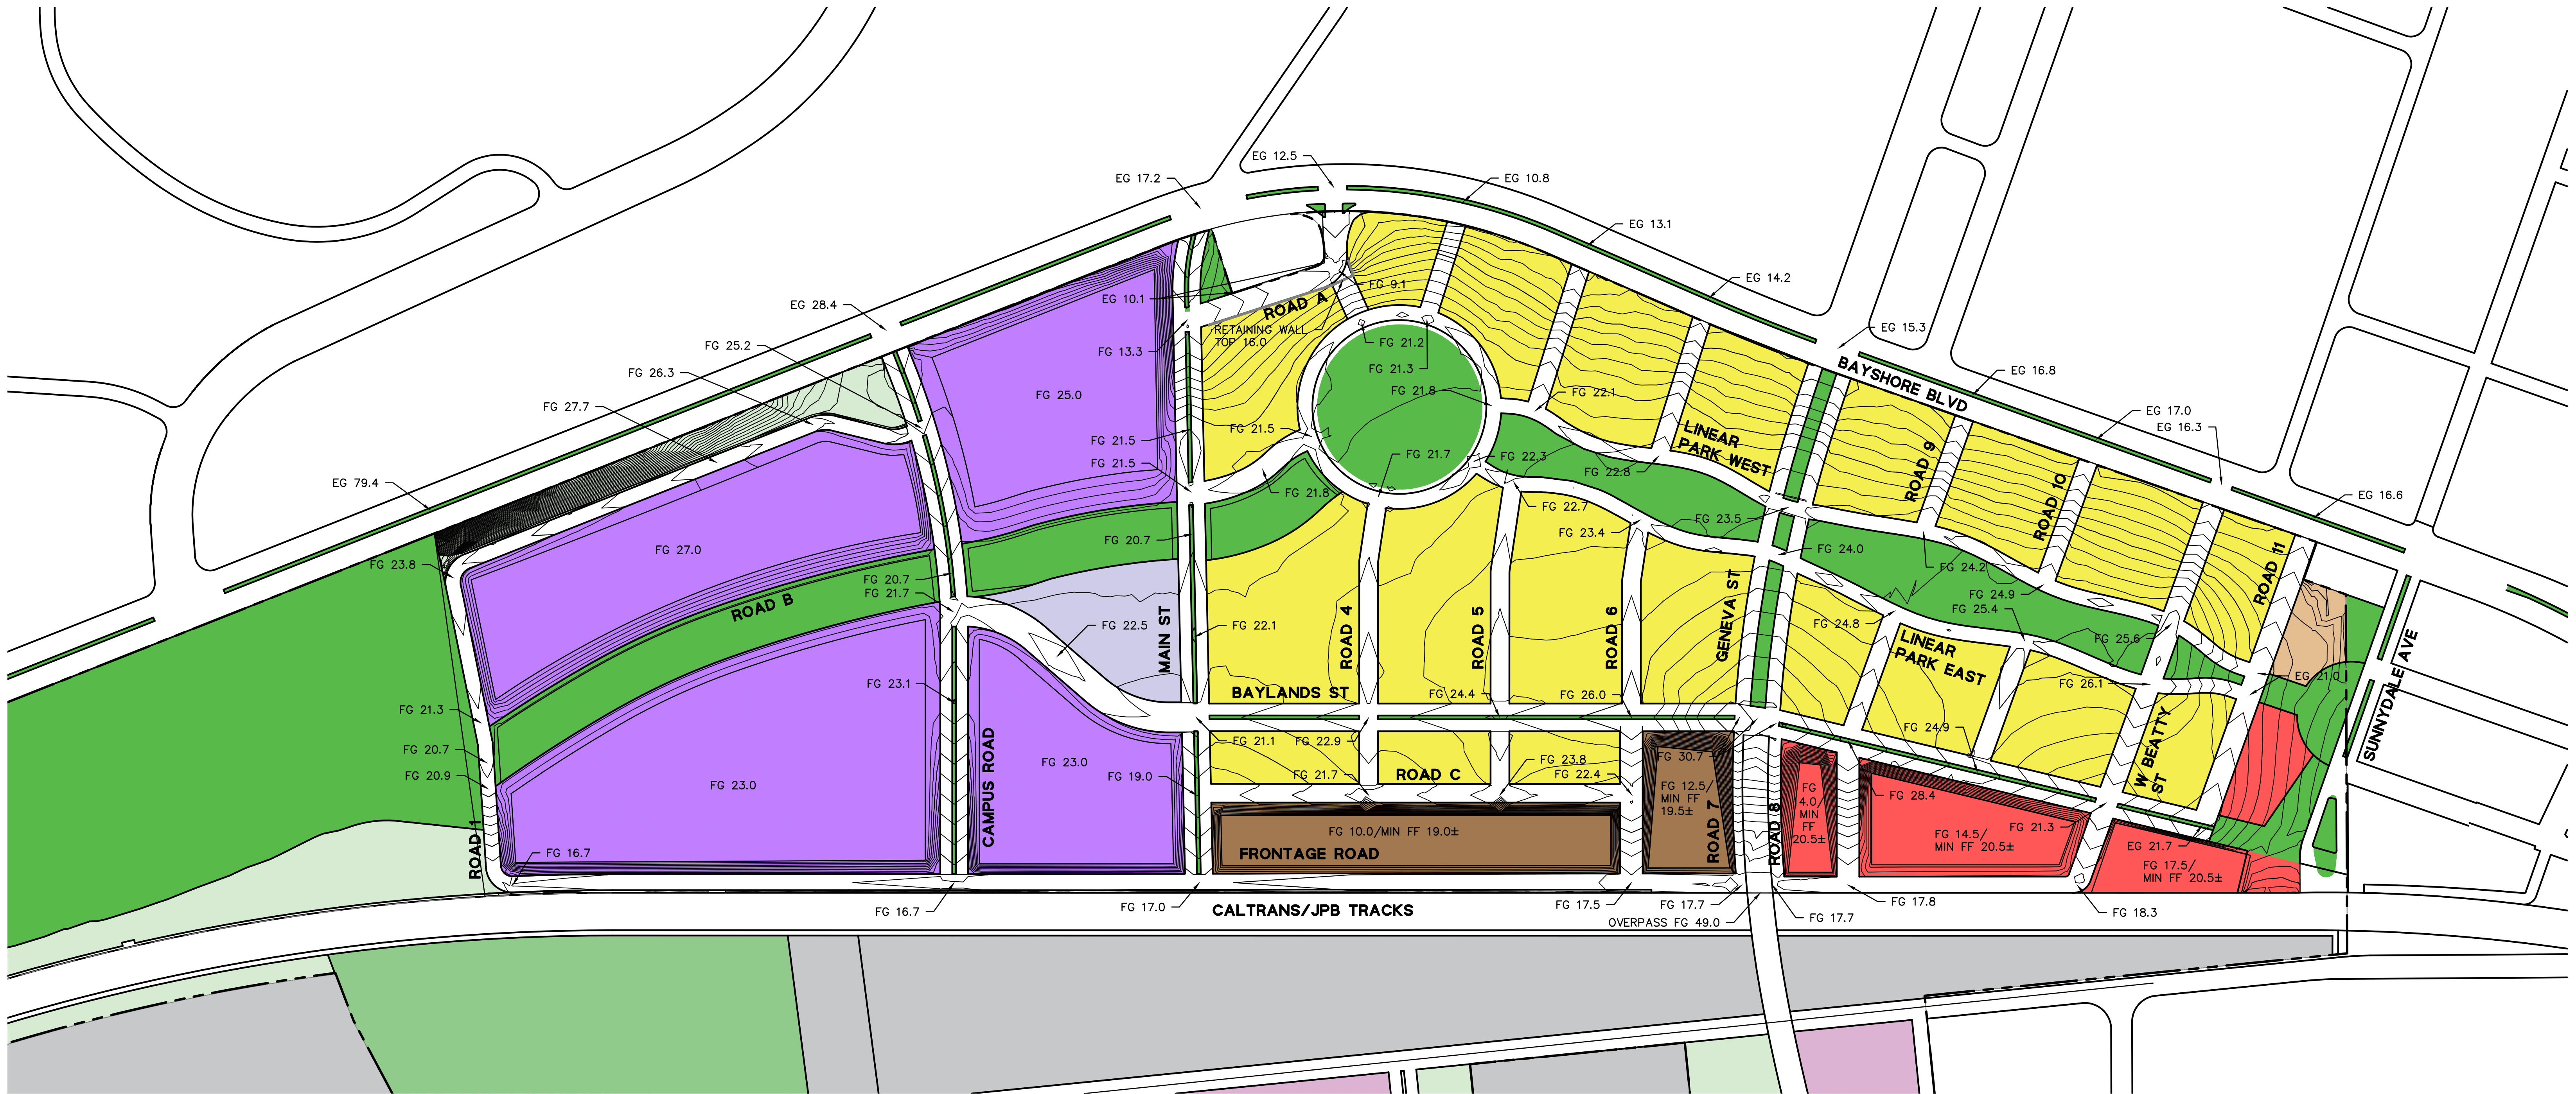 EG 12.5
EG 17.2
EG 10.8
EG 13.1
EG 14.2
EG 28.4
EG 10.1
ROAD A
FG 9.1
EG 15.3
RETAINING WALL
TOP 16.0
FG 25.2
FG 13.3
FG 21.2
FG 26.3
FG 21.3
BAYSHORE BLVD
EG 16.8
FG 27.7
FG 25.0
FG 21.8
FG 22.1
EG 17.0
EG 16.3
FG 21.5
FG 21.5
LINEAR
PARK WEST
FG 21.5
FG 21.7
FG 22.3
FG 22.8
ROAD 9
EG 79.4
FG 21.8
FG 22.7
ROAD 10
EG 16.6
FG 23.5
FG 23.4
FG 20.7
FG 27.0
FG 24.0
FG 23.8
FG 24.2
ROAD 11
FG 20.7
FG 21.7
ROAD B
FG 24.9
FG 25.4
FG 22.5
FG 22.1
FG 24.8
MAIN ST
ROAD 4
ROAD 5
ROAD 6
GENEVA ST
LINEAR
PARK EAST
FG 25.6
SUNNYDALE AVE
EG 21.0
FG 23.1
BAYLANDS ST
FG 24.4
FG 26.0
FG 26.1
FG 21.3
FG 24.9
W BEATTY
ST
FG 21.1
FG 22.9
FG 20.7
CAMPUS ROAD
FG 30.7
FG 23.0
FG 23.0
FG 20.9
FG 19.0
FG 21.7
ROAD C
FG 23.8
FG 22.4
FG 12.5/
MIN FF
19.5±
FG
14.0/
MIN
FF
20.5±
FG 28.4
ROAD 1
FG 10.0/MIN FF 19.0±
ROAD 7
ROAD 8
FG 14.5/
MIN FF 20.5±
FG 21.3
FG 16.7
FRONTAGE ROAD
EG 21.7
FG 17.5/
MIN FF 20.5±
FG 16.7
FG 17.0
CALTRANS/JPB TRACKS
FG 17.5
FG 17.7
FG 17.8
FG 17.7
FG 18.3
OVERPASS FG 49.0